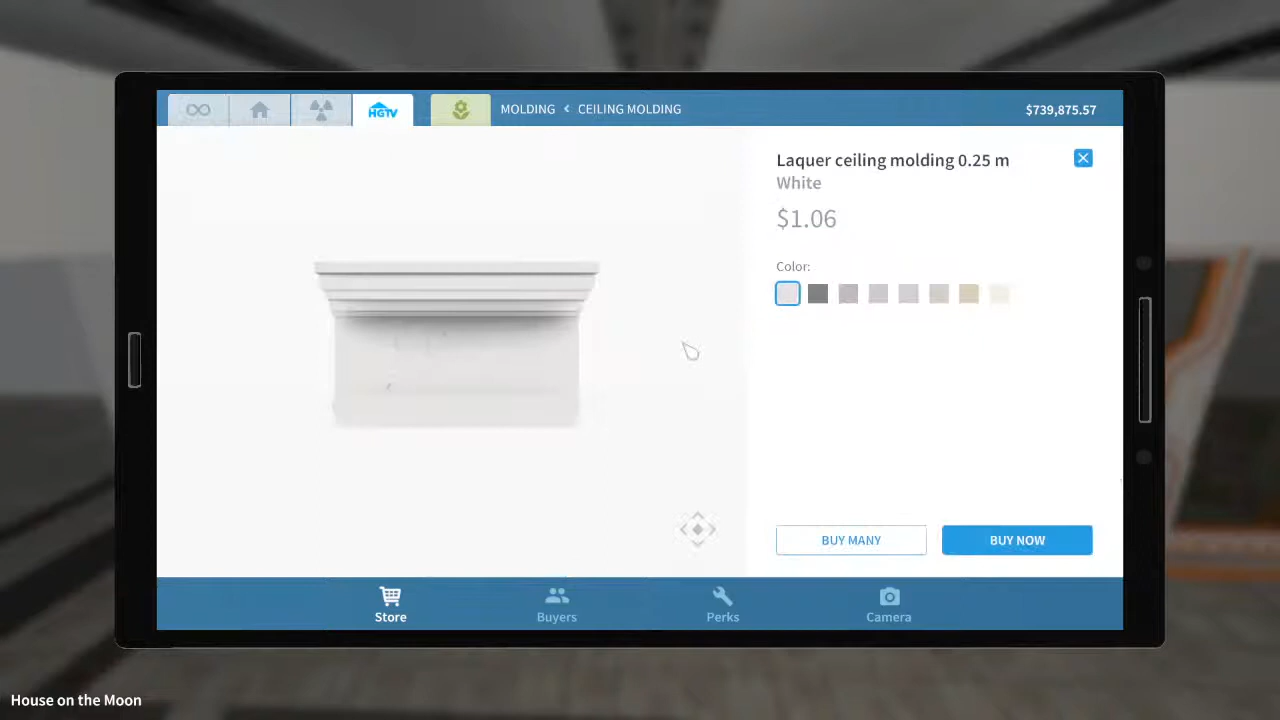 HGTV
MOLDING < CEILING MOLDING
$739,875.57
Laquer ceiling molding 0.25 m
White
$1.06
Color:
BUY MANY
BUY NOW
Store
Buyers
Perks
Camera
House on the Moon